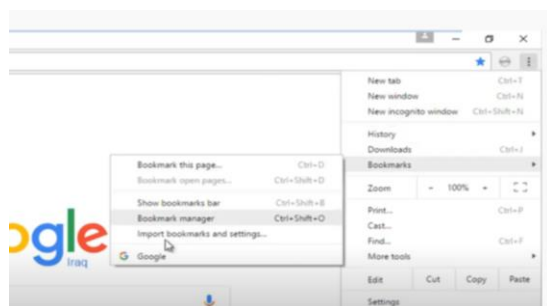 New tab Ctrl+T
New window Ctrl+N
New incognito window Ctrl+Shift+N
History
Downloads Ctrl+J
Bookmarks
Zoom - 100% +
Print... Ctrl+P
Cast...
Find... Ctrl+F
More tools
Edit Cut Copy Paste
Settings
Bookmark this page... Ctrl+D
Bookmark open pages... Ctrl+Shift+D
Show bookmarks bar Ctrl+Shift+B
Bookmark manager Ctrl+Shift+O
Import bookmarks and settings...
G Google
ogle
Iraq